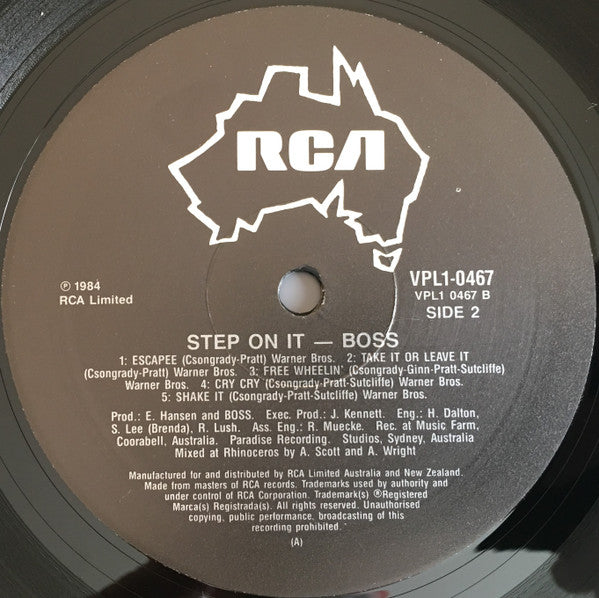 RCA
℗ 1984
RCA Limited
VPL1-0467
VPL1 0467 B
SIDE 2
STEP ON IT — BOSS
1: ESCAPEE (Csongrady-Pratt) Warner Bros. 2: TAKE IT OR LEAVE IT
(Csongrady-Pratt) Warner Bros. 3: FREE WHEELIN' (Csongrady-Ginn-Pratt-Sutcliffe)
Warner Bros. 4: CRY CRY (Csongrady-Pratt-Sutcliffe) Warner Bros.
5: SHAKE IT (Csongrady-Pratt-Sutcliffe) Warner Bros.
Prod.: E. Hansen and BOSS. Exec. Prod.: J. Kennett. Eng.: H. Dalton,
S. Lee (Brenda), R. Lush. Ass. Eng.: R. Muecke. Rec. at Music Farm,
Coorabell, Australia. Paradise Recording. Studios, Sydney, Australia
Mixed at Rhinoceros by A. Scott and A. Wright
Manufactured for and distributed by RCA Limited Australia and New Zealand.
Made from masters of RCA records. Trademarks used by authority and
under control of RCA Corporation. Trademark(s) ®Registered
Marca(s) Registrada(s). All rights reserved. Unauthorised
copying, public performance, broadcasting of this
recording prohibited.
(A)